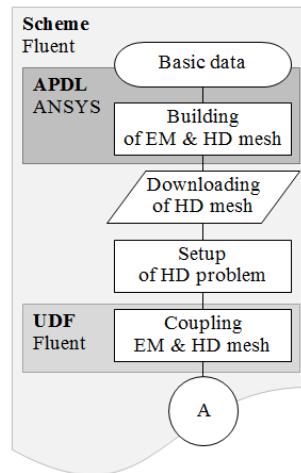 Scheme
Fluent
Basic data
APDL
ANSYS
Building
of EM & HD mesh
Downloading
of HD mesh
Setup
of HD problem
UDF
Fluent
Coupling
EM & HD mesh
A